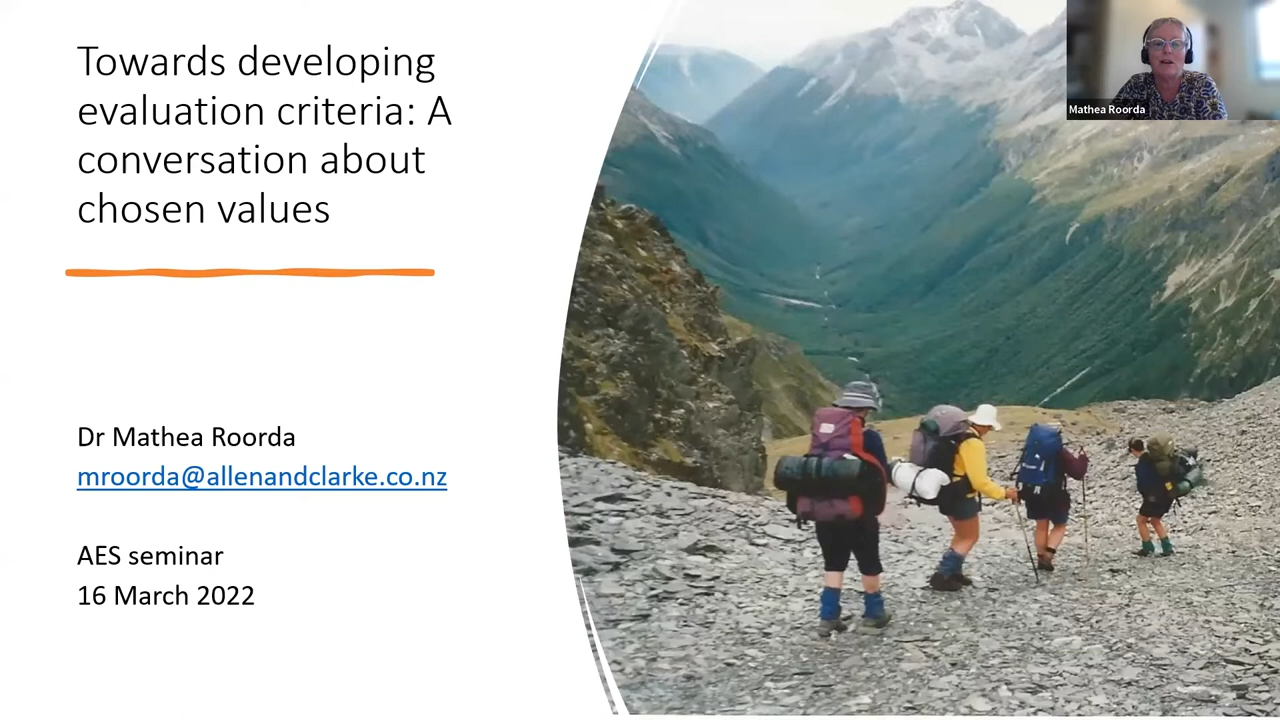 Towards developing
evaluation criteria: A
conversation about
chosen values
Dr Mathea Roorda
mroorda@allenandclarke.co.nz
AES seminar
16 March 2022
Mathea Roorda